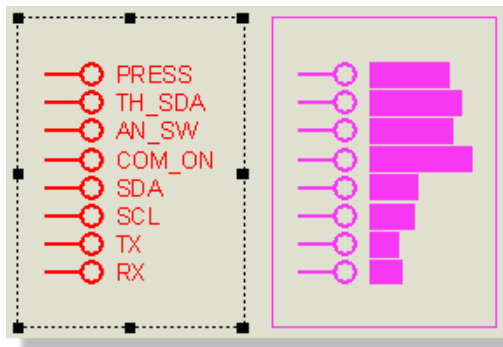 PRESS
TH_SDA
AN_SW
COM_ON
SDA
SCL
TX
RX